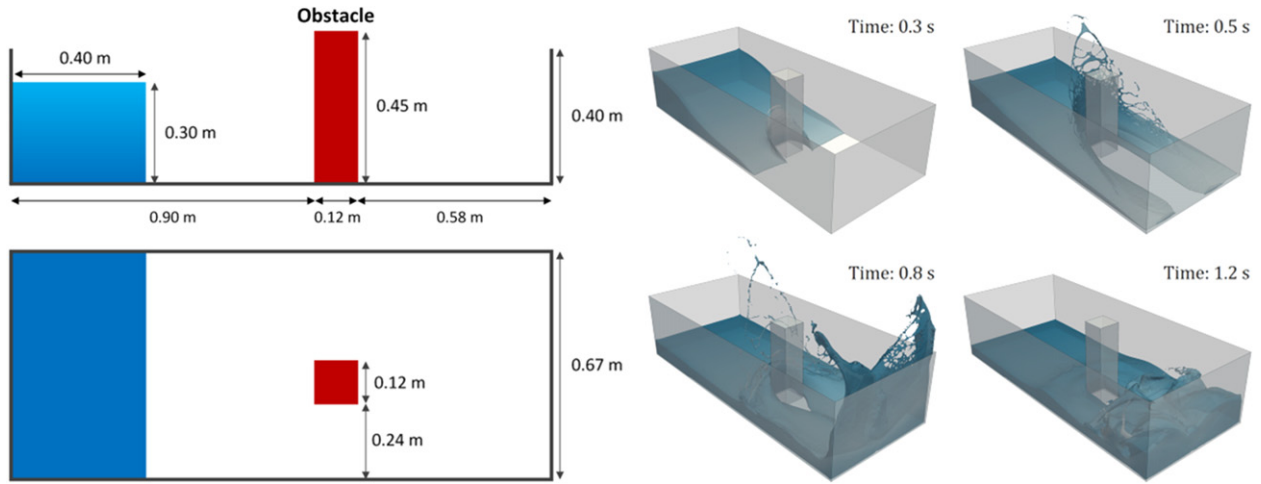 Obstacle
0.40 m
0.30 m
0.45 m
0.40 m
0.90 m
0.12 m
0.58 m
0.12 m
0.24 m
0.67 m
Time: 0.3 s
Time: 0.5 s
Time: 0.8 s
Time: 1.2 s